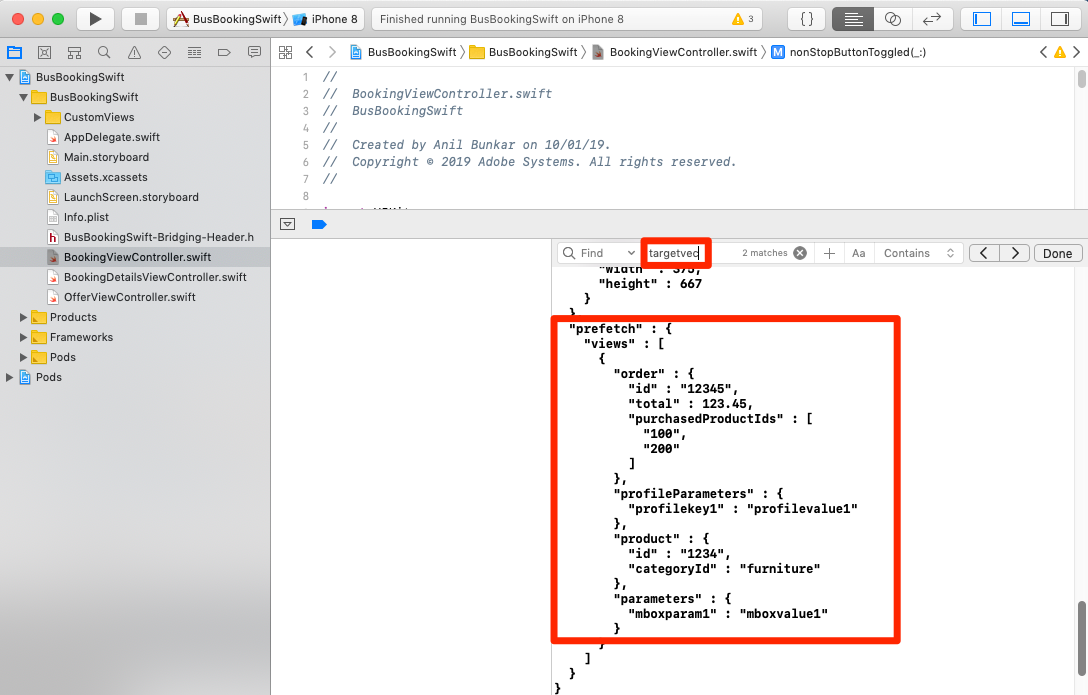 BusBookingSwift iPhone 8
Finished running BusBookingSwift on iPhone 8
3
{ }
BusBookingSwift BusBookingSwift BookingViewController.swift M nonStopButtonToggled(_:)
BusBookingSwift
BusBookingSwift
CustomViews
AppDelegate.swift
Main.storyboard
Assets.xcassets
LaunchScreen.storyboard
Info.plist
h BusBookingSwift-Bridging-Header.h
BookingViewController.swift
BookingDetailsViewController.swift
OfferViewController.swift
Products
Frameworks
Pods
Pods
1 //
2 // BookingViewController.swift
3 // BusBookingSwift
4 //
5 // Created by Anil Bunkar on 10/01/19.
6 // Copyright © 2019 Adobe Systems. All rights reserved.
7 //
8
Find targetvec 2 matches + Aa Contains Done
"width" : 375,
"height" : 667
}
}
"prefetch" : {
"views" : [
{
"order" : {
"id" : "12345",
"total" : 123.45,
"purchasedProductIds" : [
"100",
"200"
]
},
"profileParameters" : {
"profilekey1" : "profilevalue1"
},
"product" : {
"id" : "1234",
"categoryId" : "furniture"
},
"parameters" : {
"mboxparam1" : "mboxvalue1"
}
}
]
}
}